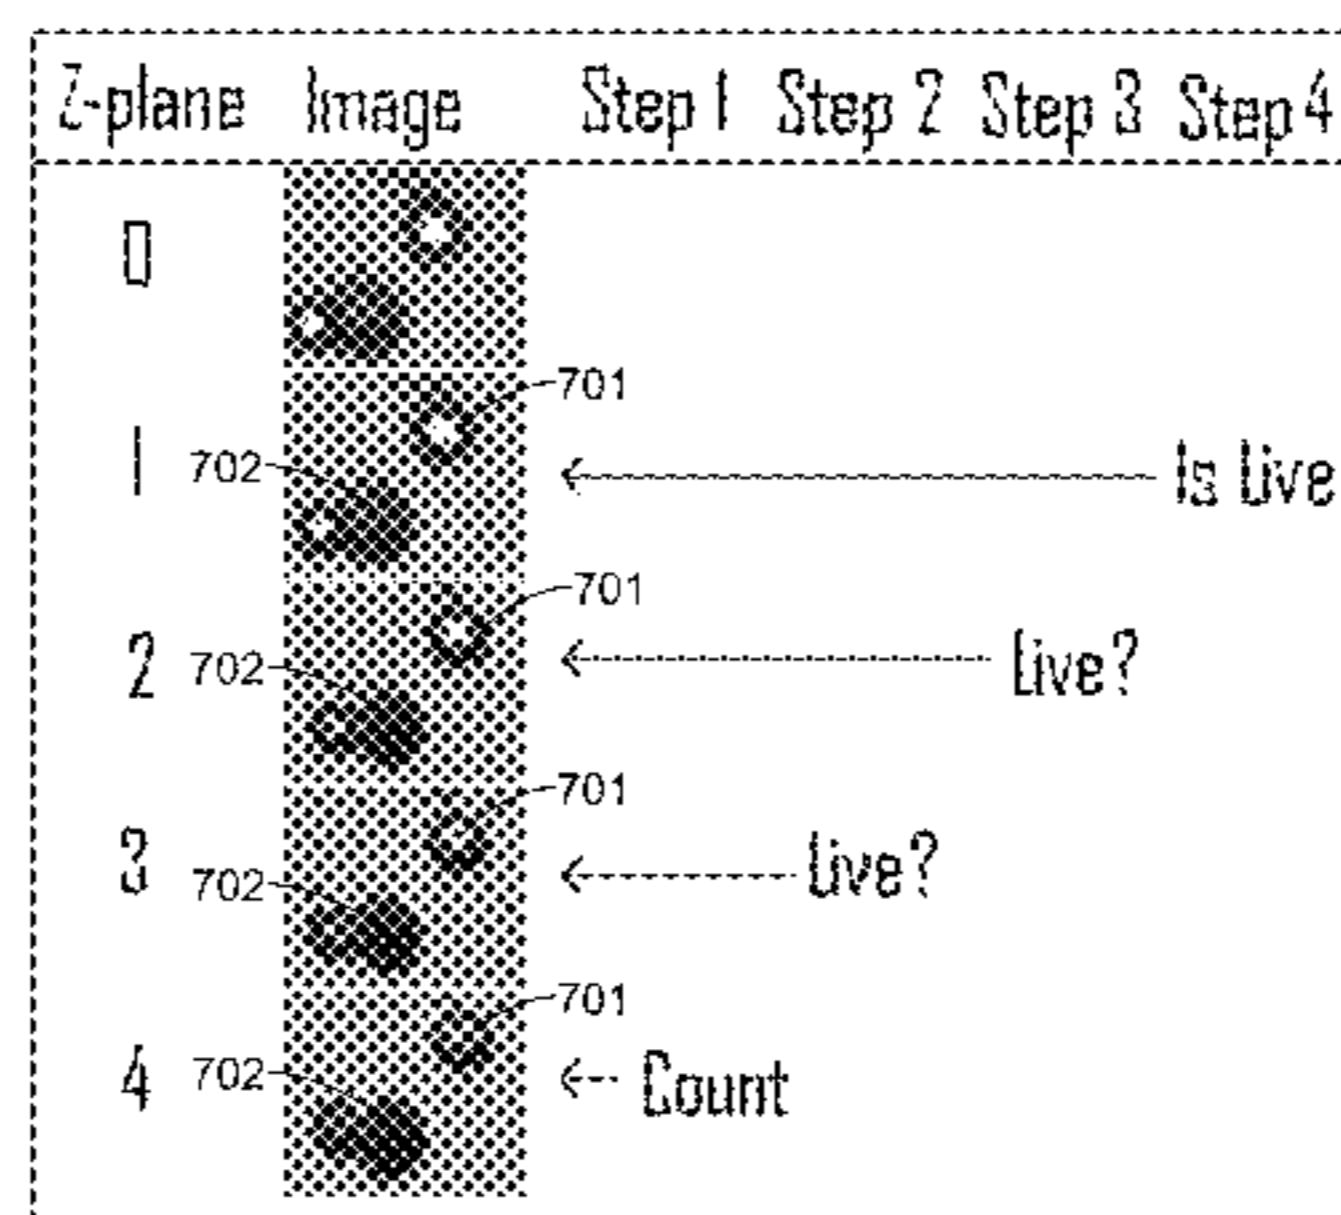 Z-plane Image Step 1 Step 2 Step 3 Step 4
0
701
1 702 Is Live
701
2 702 Live?
701
3 702 Live?
701
4 702 Count